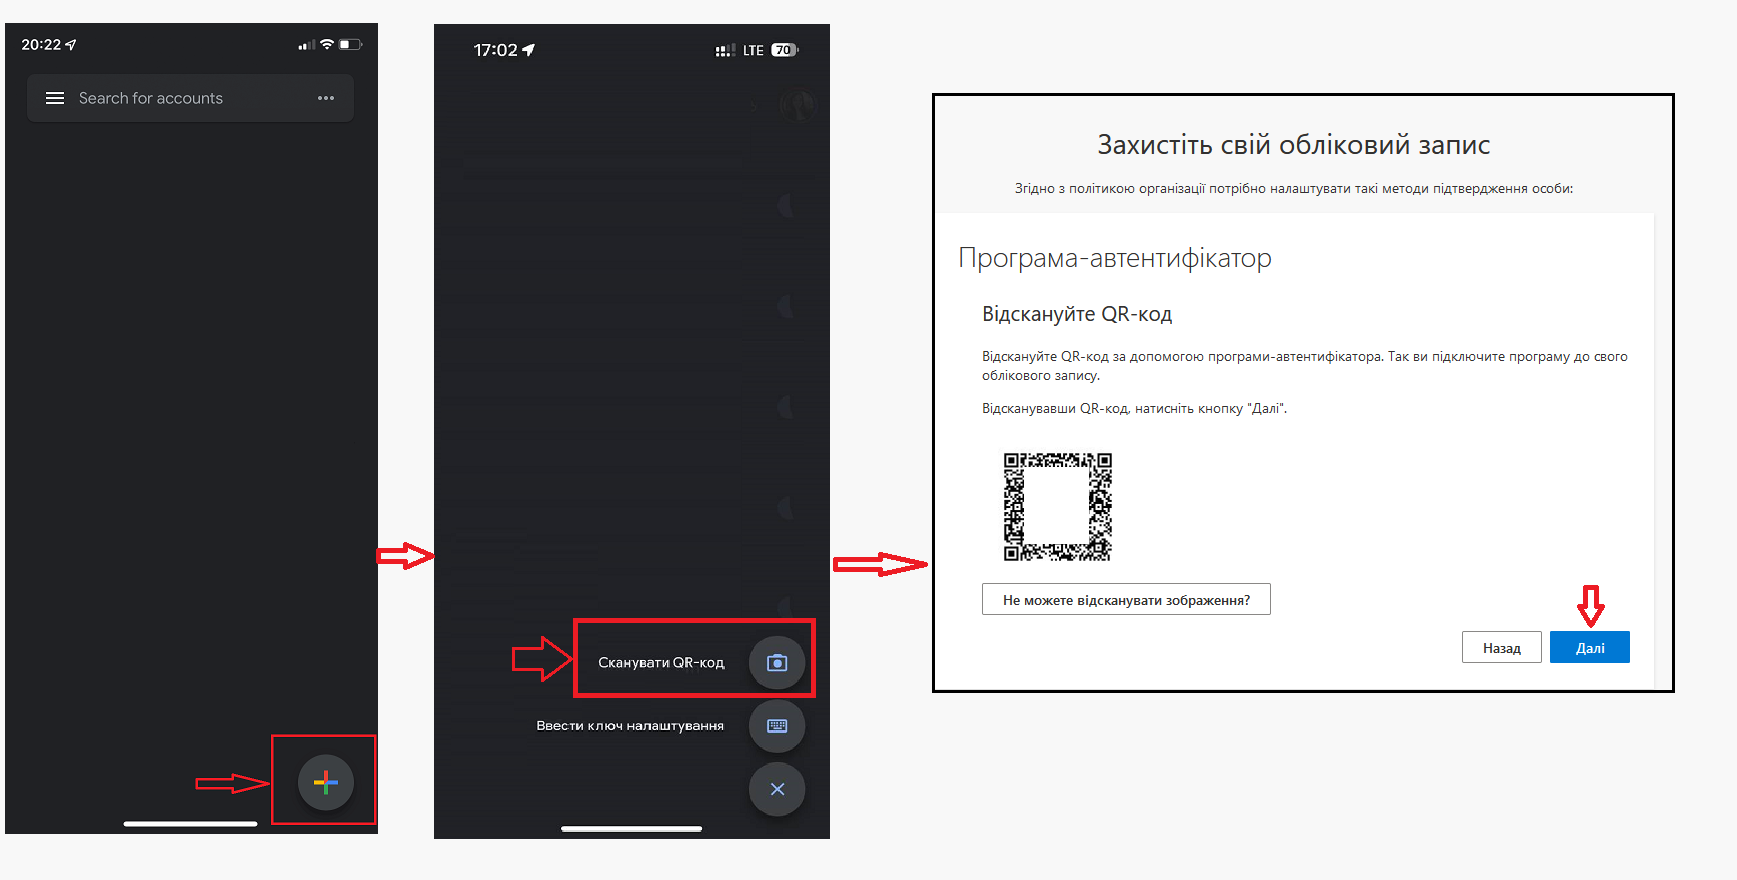 20:22
Search for accounts
17:02
LTE 70
Сканувати QR-код
Ввести ключ налаштування
Захистіть свій обліковий запис
Згідно з політикою організації потрібно налаштувати такі методи підтвердження особи:
Програма-автентифікатор
Відскануйте QR-код
Відскануйте QR-код за допомогою програми-автентифікатора. Так ви підключите програму до свого
облікового запису.
Відсканувавши QR-код, натисніть кнопку "Далі".
Не можете відсканувати зображення?
Назад
Далі